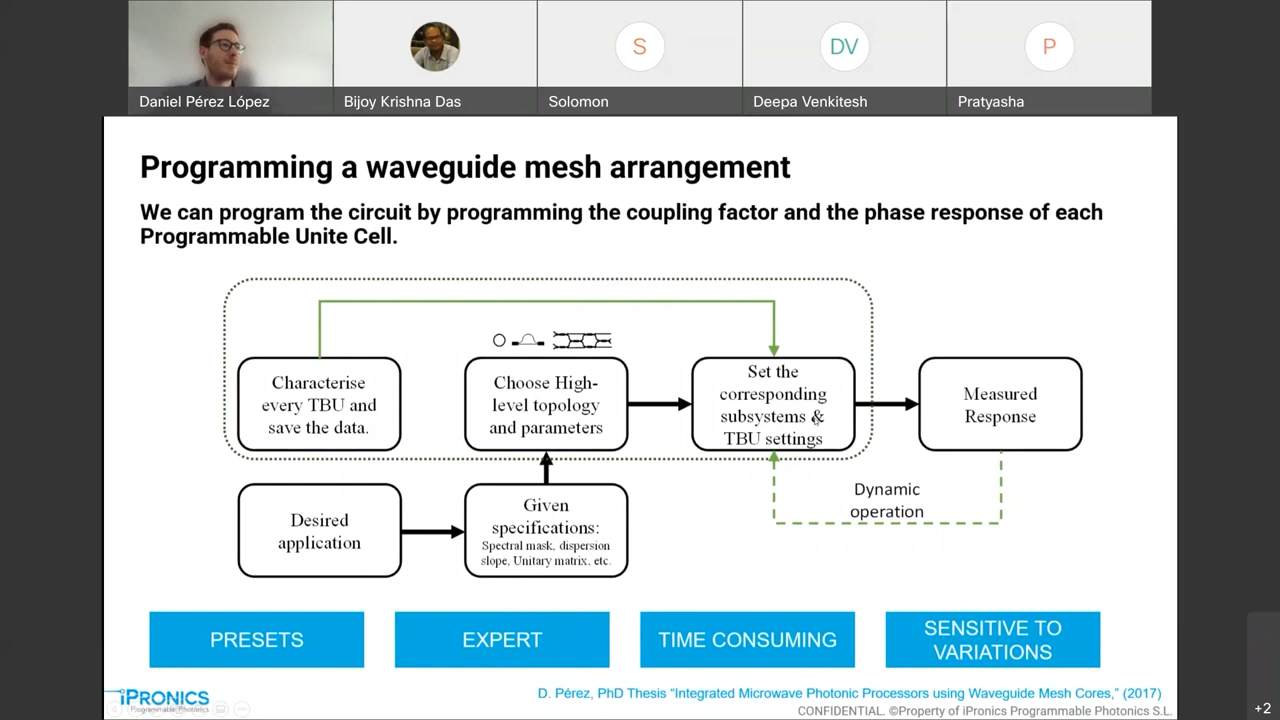 S
DV
P
Daniel Pérez López
Bijoy Krishna Das
Solomon
Deepa Venkitesh
Pratyasha
Programming a waveguide mesh arrangement
We can program the circuit by programming the coupling factor and the phase response of each
Programmable Unite Cell.
Characterise
every TBU and
save the data.
Choose High-
level topology
and parameters
Set the
corresponding
subsystems &
TBU settings
Measured
Response
Desired
application
Given
specifications:
Spectral mask, dispersion
slope, Unitary matrix, etc.
Dynamic
operation
PRESETS
EXPERT
TIME CONSUMING
SENSITIVE TO
VARIATIONS
iPRONICS
Programmable Photonics
D. Pérez, PhD Thesis “Integrated Microwave Photonic Processors using Waveguide Mesh Cores,” (2017)
CONFIDENTIAL. ©Property of iPronics Programmable Photonics S.L.
+2